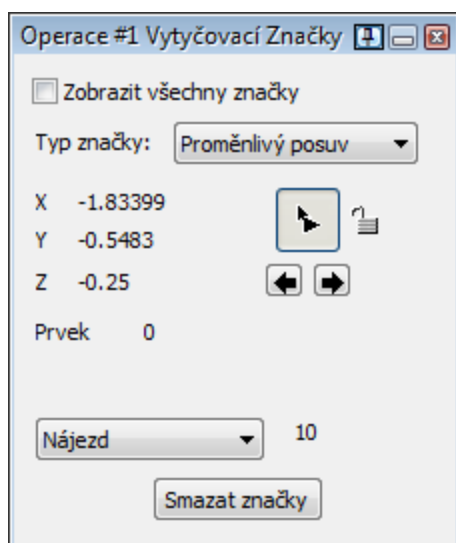 Operace #1 Vytyčovací Značky
Zobrazit všechny značky
Typ značky: Proměnlivý posuv
X -1.83399
Y -0.5483
Z -0.25
Prvek 0
Nájezd 10
Smazat značky